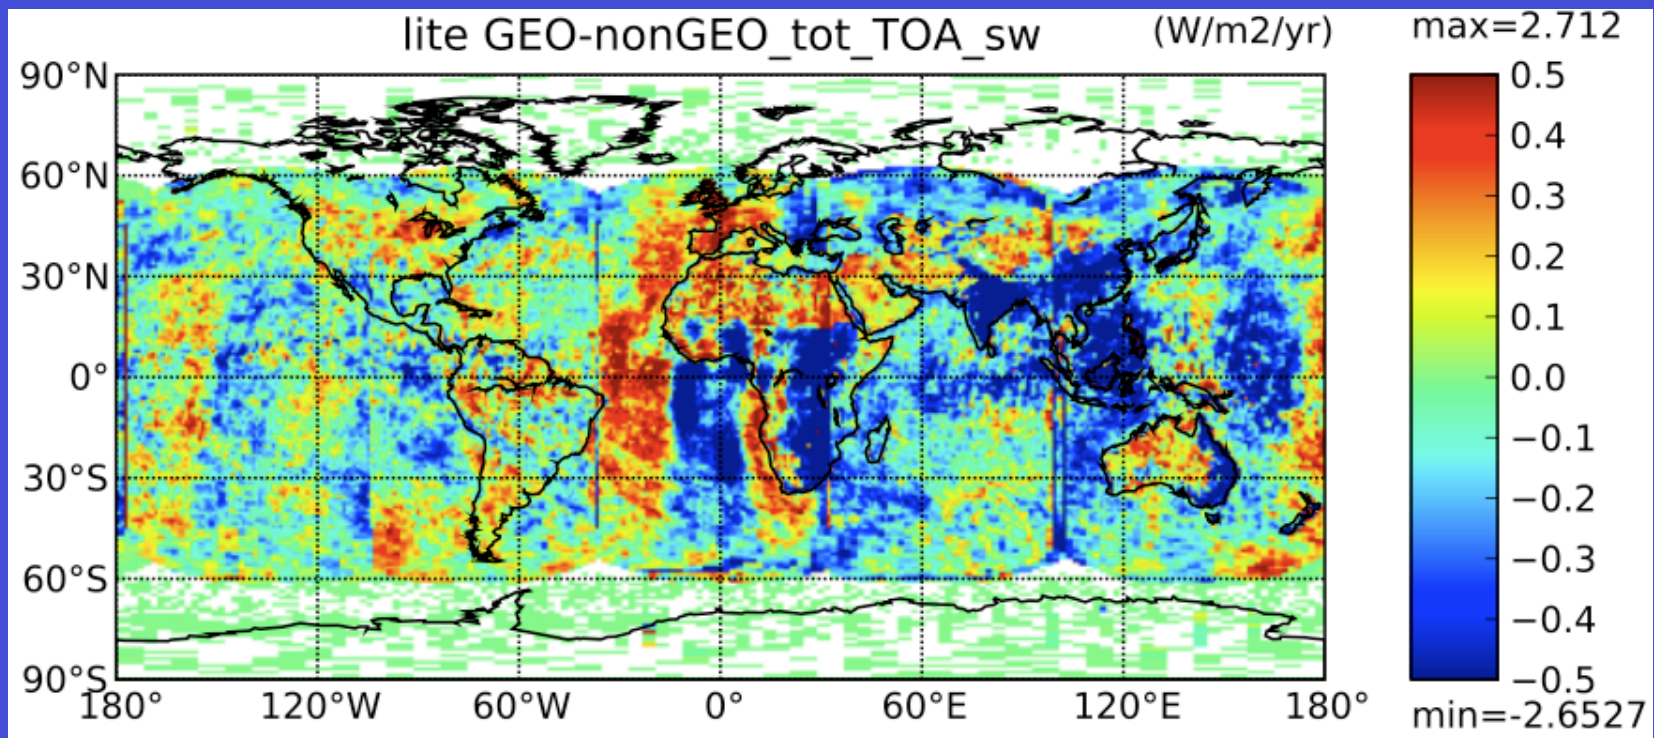 lite GEO-nonGEO_tot_TOA_sw (W/m2/yr) max=2.712
90°N
60°N
30°N
0°
30°S
60°S
90°S
180° 120°W 60°W 0° 60°E 120°E 180°
0.5
0.4
0.3
0.2
0.1
0.0
−0.1
−0.2
−0.3
−0.4
−0.5
min=-2.6527